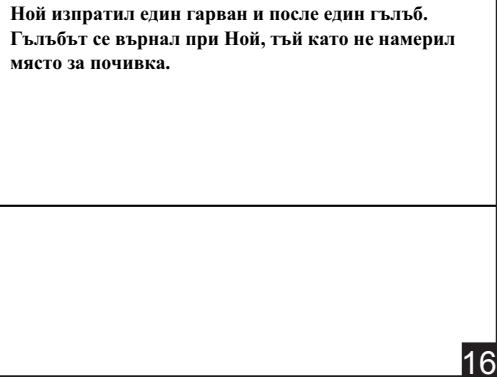 Ной изпратил един гарван и после един гълъб.
Гълъбът се върнал при Ной, тъй като не намерил
място за почивка.
16